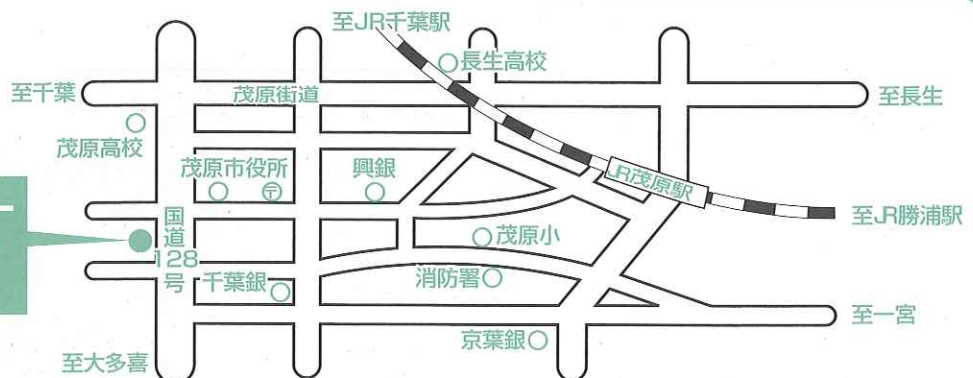 至JR千葉駅
長生高校
至千葉
茂原街道
至長生
茂原高校
茂原市役所
〒
興銀
JR茂原駅
至JR勝浦駅
国道128号
茂原小
千葉銀
消防署
至一宮
京葉銀
至大多喜